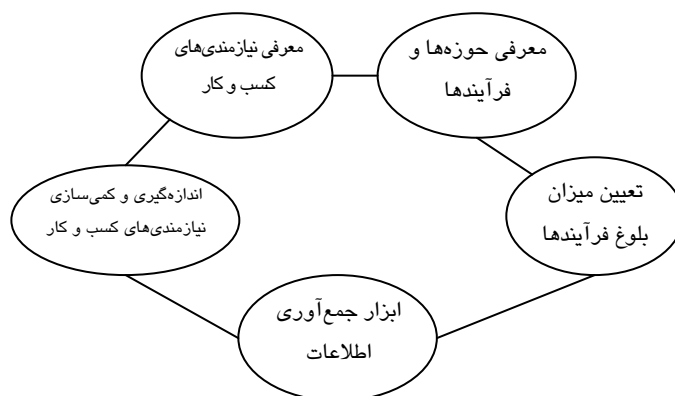 معرفی حوزه‌ها و
فرآیندها
معرفی نیازمندی‌های
کسب و کار
تعیین میزان
بلوغ فرآیندها
اندازه‌گیری و کمی‌سازی
نیازمندی‌های کسب و کار
ابزار جمع‌آوری
اطلاعات